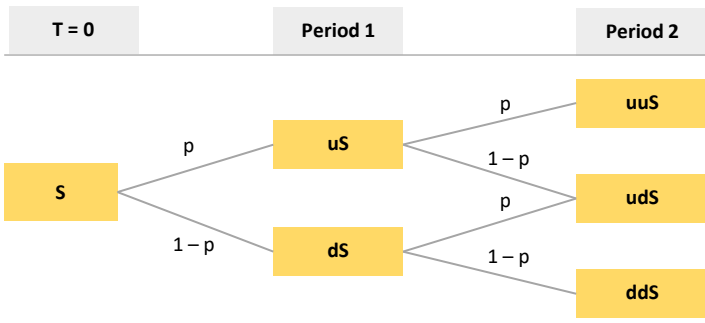 T = 0 Period 1 Period 2
uuS
p
uS
p
1 – p
S
udS
p
1 – p
dS
1 – p
ddS